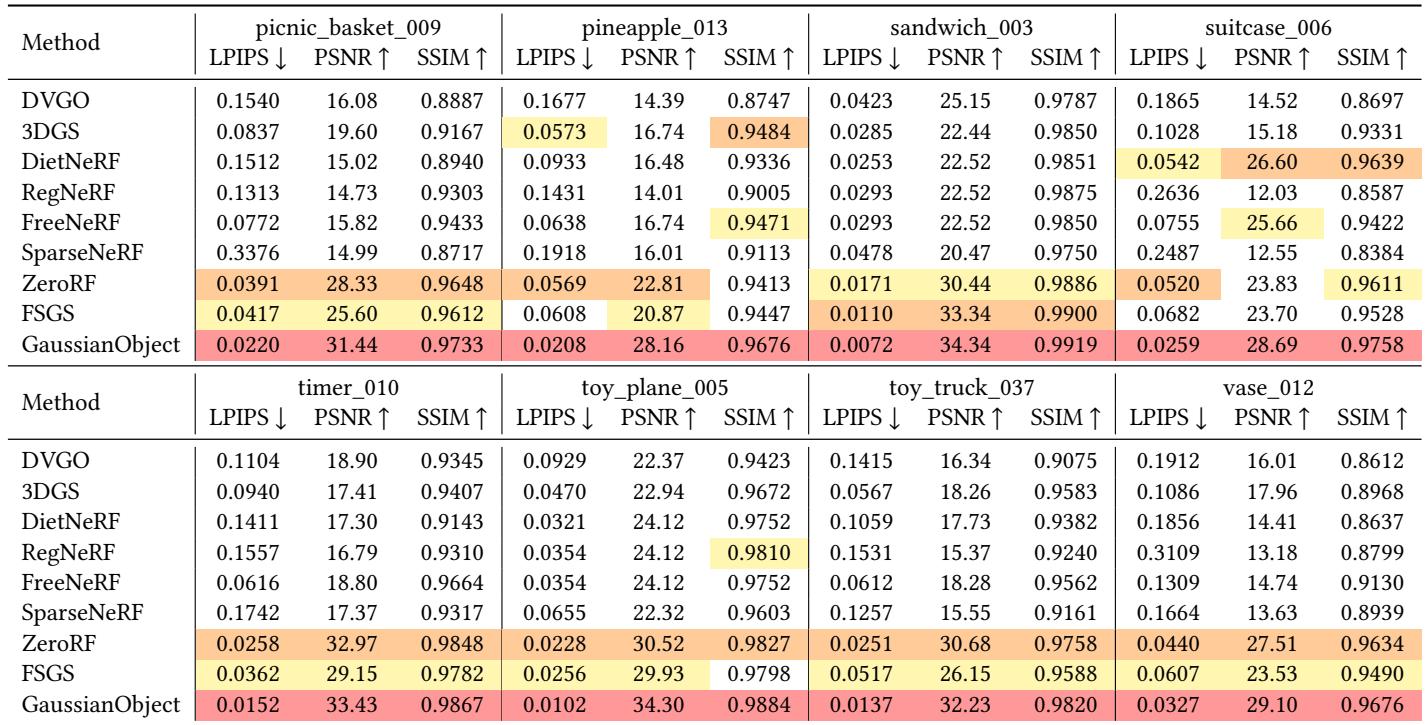 Method picnic_basket_009 pineapple_013 sandwich_003 suitcase_006
LPIPS ↓ PSNR ↑ SSIM ↑ LPIPS ↓ PSNR ↑ SSIM ↑ LPIPS ↓ PSNR ↑ SSIM ↑ LPIPS ↓ PSNR ↑ SSIM ↑
DVGO 0.1540 16.08 0.8887 0.1677 14.39 0.8747 0.0423 25.15 0.9787 0.1865 14.52 0.8697
3DGS 0.0837 19.60 0.9167 0.0573 16.74 0.9484 0.0285 22.44 0.9850 0.1028 15.18 0.9331
DietNeRF 0.1512 15.02 0.8940 0.0933 16.48 0.9336 0.0253 22.52 0.9851 0.0542 26.60 0.9639
RegNeRF 0.1313 14.73 0.9303 0.1431 14.01 0.9005 0.0293 22.52 0.9875 0.2636 12.03 0.8587
FreeNeRF 0.0772 15.82 0.9433 0.0638 16.74 0.9471 0.0293 22.52 0.9850 0.0755 25.66 0.9422
SparseNeRF 0.3376 14.99 0.8717 0.1918 16.01 0.9113 0.0478 20.47 0.9750 0.2487 12.55 0.8384
ZeroRF 0.0391 28.33 0.9648 0.0569 22.81 0.9413 0.0171 30.44 0.9886 0.0520 23.83 0.9611
FSGS 0.0417 25.60 0.9612 0.0608 20.87 0.9447 0.0110 33.34 0.9900 0.0682 23.70 0.9528
GaussianObject 0.0220 31.44 0.9733 0.0208 28.16 0.9676 0.0072 34.34 0.9919 0.0259 28.69 0.9758
Method timer_010 toy_plane_005 toy_truck_037 vase_012
LPIPS ↓ PSNR ↑ SSIM ↑ LPIPS ↓ PSNR ↑ SSIM ↑ LPIPS ↓ PSNR ↑ SSIM ↑ LPIPS ↓ PSNR ↑ SSIM ↑
DVGO 0.1104 18.90 0.9345 0.0929 22.37 0.9423 0.1415 16.34 0.9075 0.1912 16.01 0.8612
3DGS 0.0940 17.41 0.9407 0.0470 22.94 0.9672 0.0567 18.26 0.9583 0.1086 17.96 0.8968
DietNeRF 0.1411 17.30 0.9143 0.0321 24.12 0.9752 0.1059 17.73 0.9382 0.1856 14.41 0.8637
RegNeRF 0.1557 16.79 0.9310 0.0354 24.12 0.9810 0.1531 15.37 0.9240 0.3109 13.18 0.8799
FreeNeRF 0.0616 18.80 0.9664 0.0354 24.12 0.9752 0.0612 18.28 0.9562 0.1309 14.74 0.9130
SparseNeRF 0.1742 17.37 0.9317 0.0655 22.32 0.9603 0.1257 15.55 0.9161 0.1664 13.63 0.8939
ZeroRF 0.0258 32.97 0.9848 0.0228 30.52 0.9827 0.0251 30.68 0.9758 0.0440 27.51 0.9634
FSGS 0.0362 29.15 0.9782 0.0256 29.93 0.9798 0.0517 26.15 0.9588 0.0607 23.53 0.9490
GaussianObject 0.0152 33.43 0.9867 0.0102 34.30 0.9884 0.0137 32.23 0.9820 0.0327 29.10 0.9676